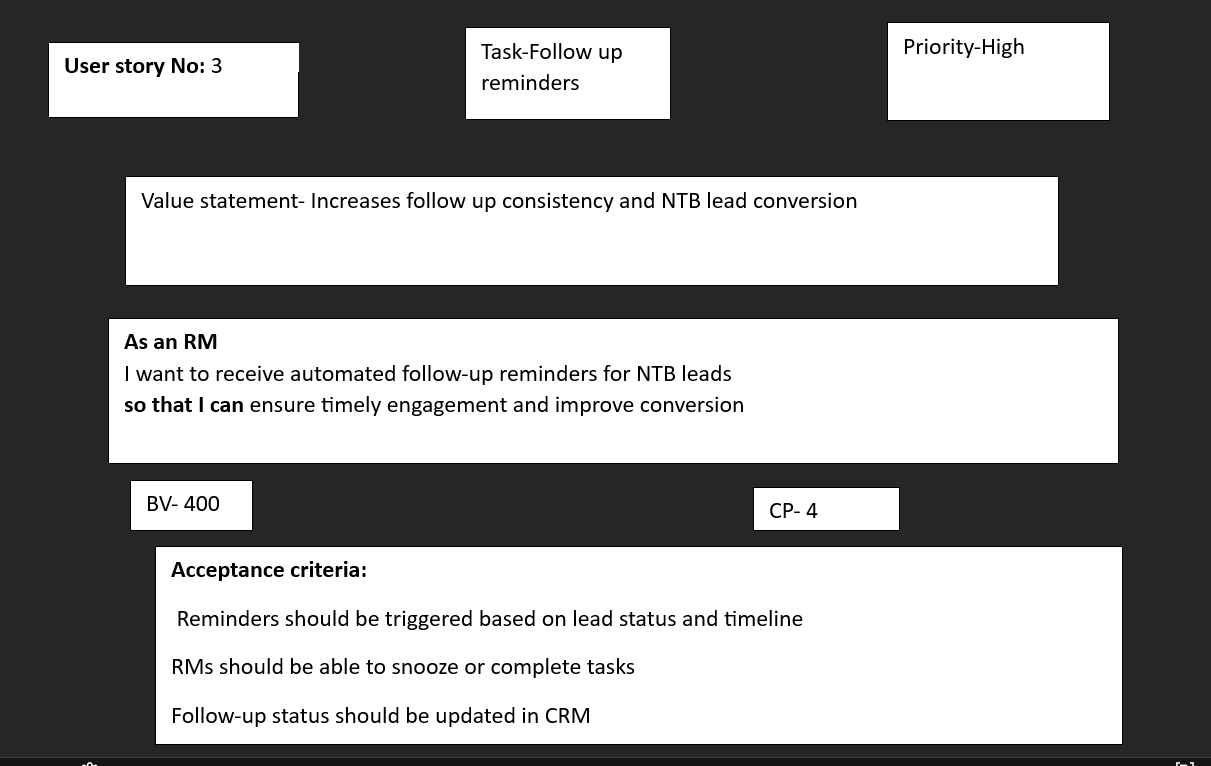 User story No: 3
Task-Follow up
reminders
Priority-High
Value statement- Increases follow up consistency and NTB lead conversion
As an RM
I want to receive automated follow-up reminders for NTB leads
so that I can ensure timely engagement and improve conversion
BV- 400
CP- 4
Acceptance criteria:
Reminders should be triggered based on lead status and timeline
RMs should be able to snooze or complete tasks
Follow-up status should be updated in CRM